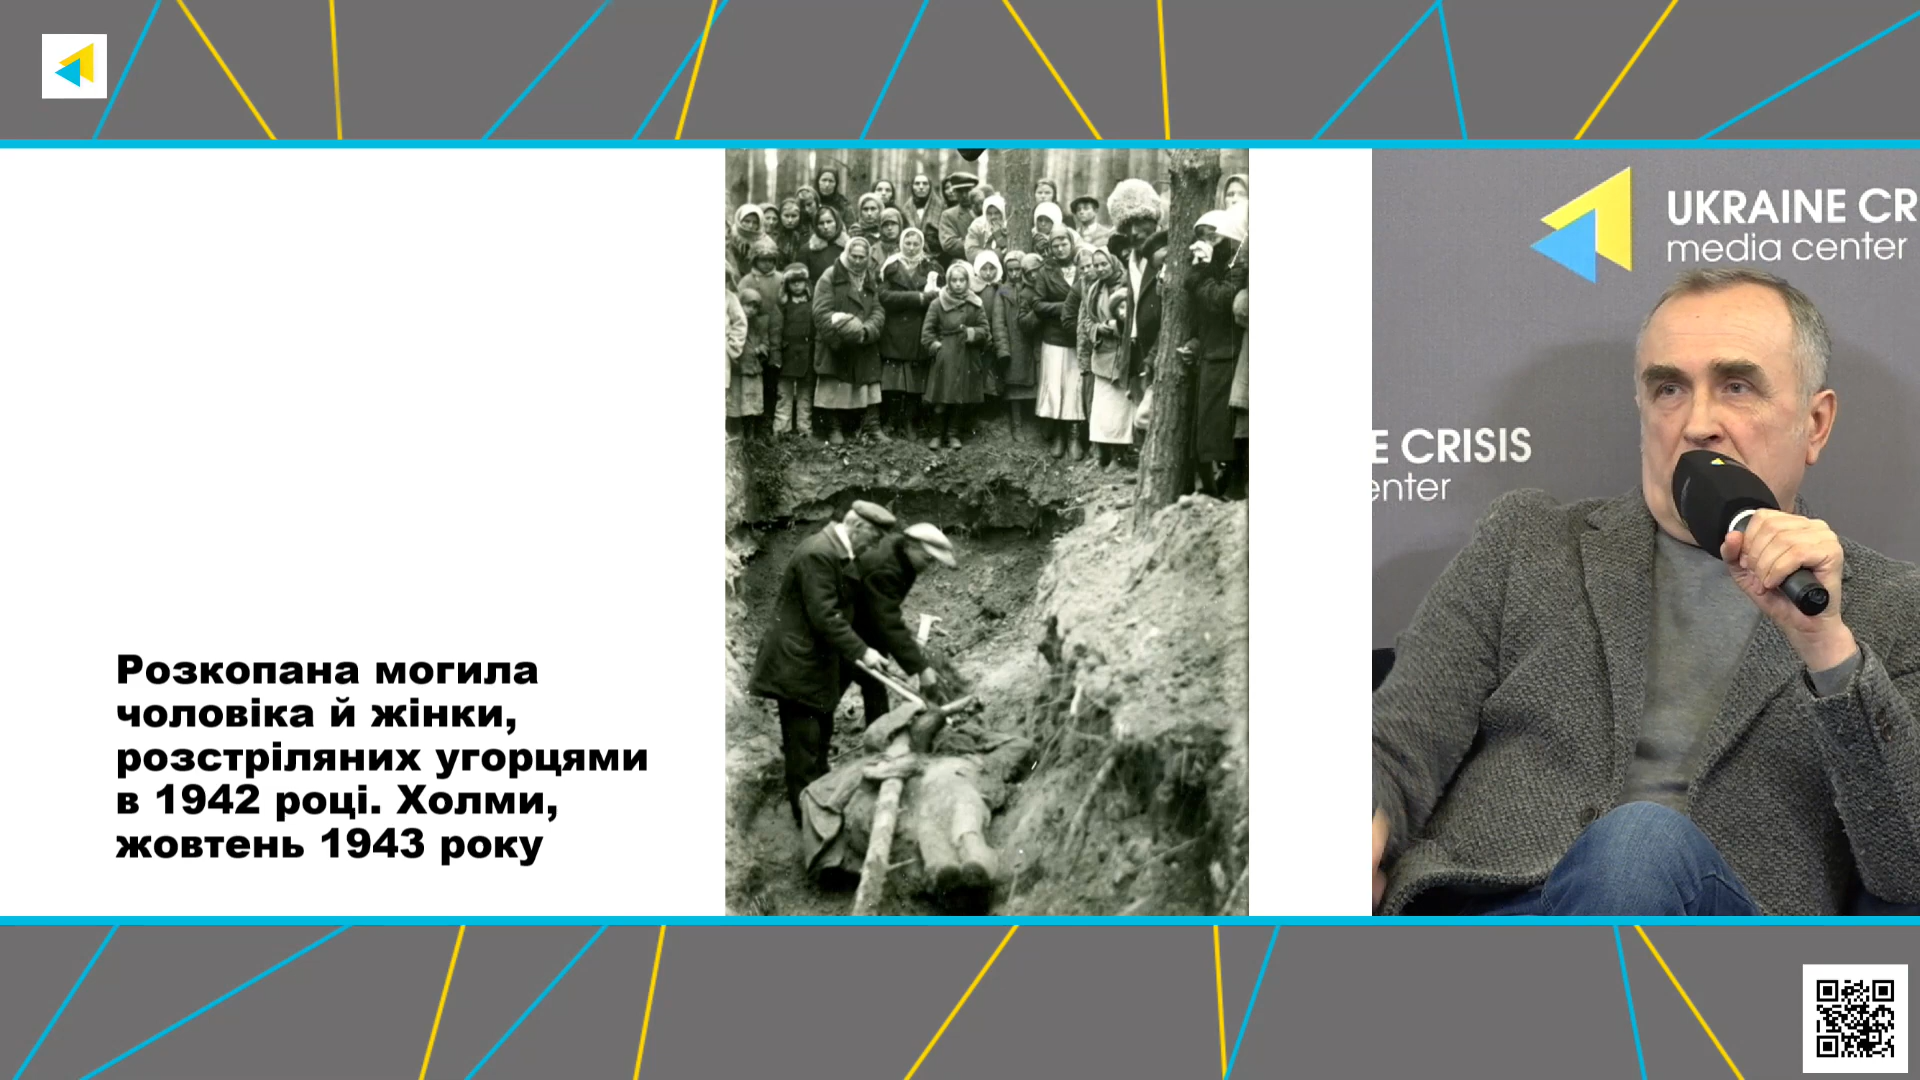 UKRAINE CR
media center
E CRISIS
enter
Розкопана могила
чоловіка й жінки,
розстріляних угорцями
в 1942 році. Холми,
жовтень 1943 року